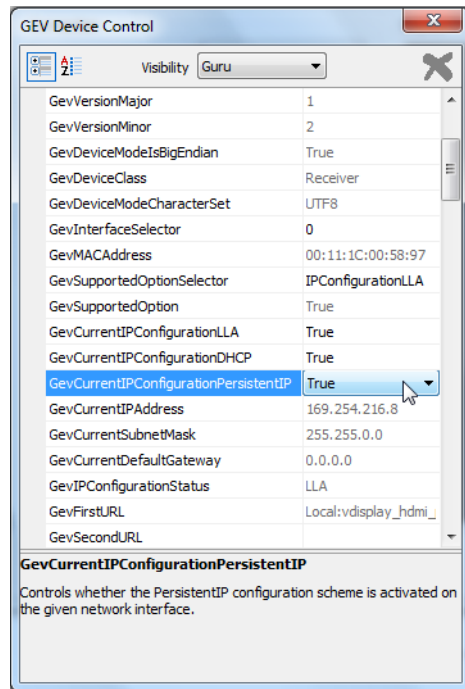 GEV Device Control
Visibility Guru
GevVersionMajor 1
GevVersionMinor 2
GevDeviceModeIsBigEndian True
GevDeviceClass Receiver
GevDeviceModeCharacterSet UTF8
GevInterfaceSelector 0
GevMACAddress 00:11:1C:00:58:97
GevSupportedOptionSelector IPConfigurationLLA
GevSupportedOption True
GevCurrentIPConfigurationLLA True
GevCurrentIPConfigurationDHCP True
GevCurrentIPConfigurationPersistentIP True
GevCurrentIPAddress 169.254.216.8
GevCurrentSubnetMask 255.255.0.0
GevCurrentDefaultGateway 0.0.0.0
GevIPConfigurationStatus LLA
GevFirstURL Local:vdisplay_hdmi_
GevSecondURL
GevCurrentIPConfigurationPersistentIP
Controls whether the PersistentIP configuration scheme is activated on
the given network interface.